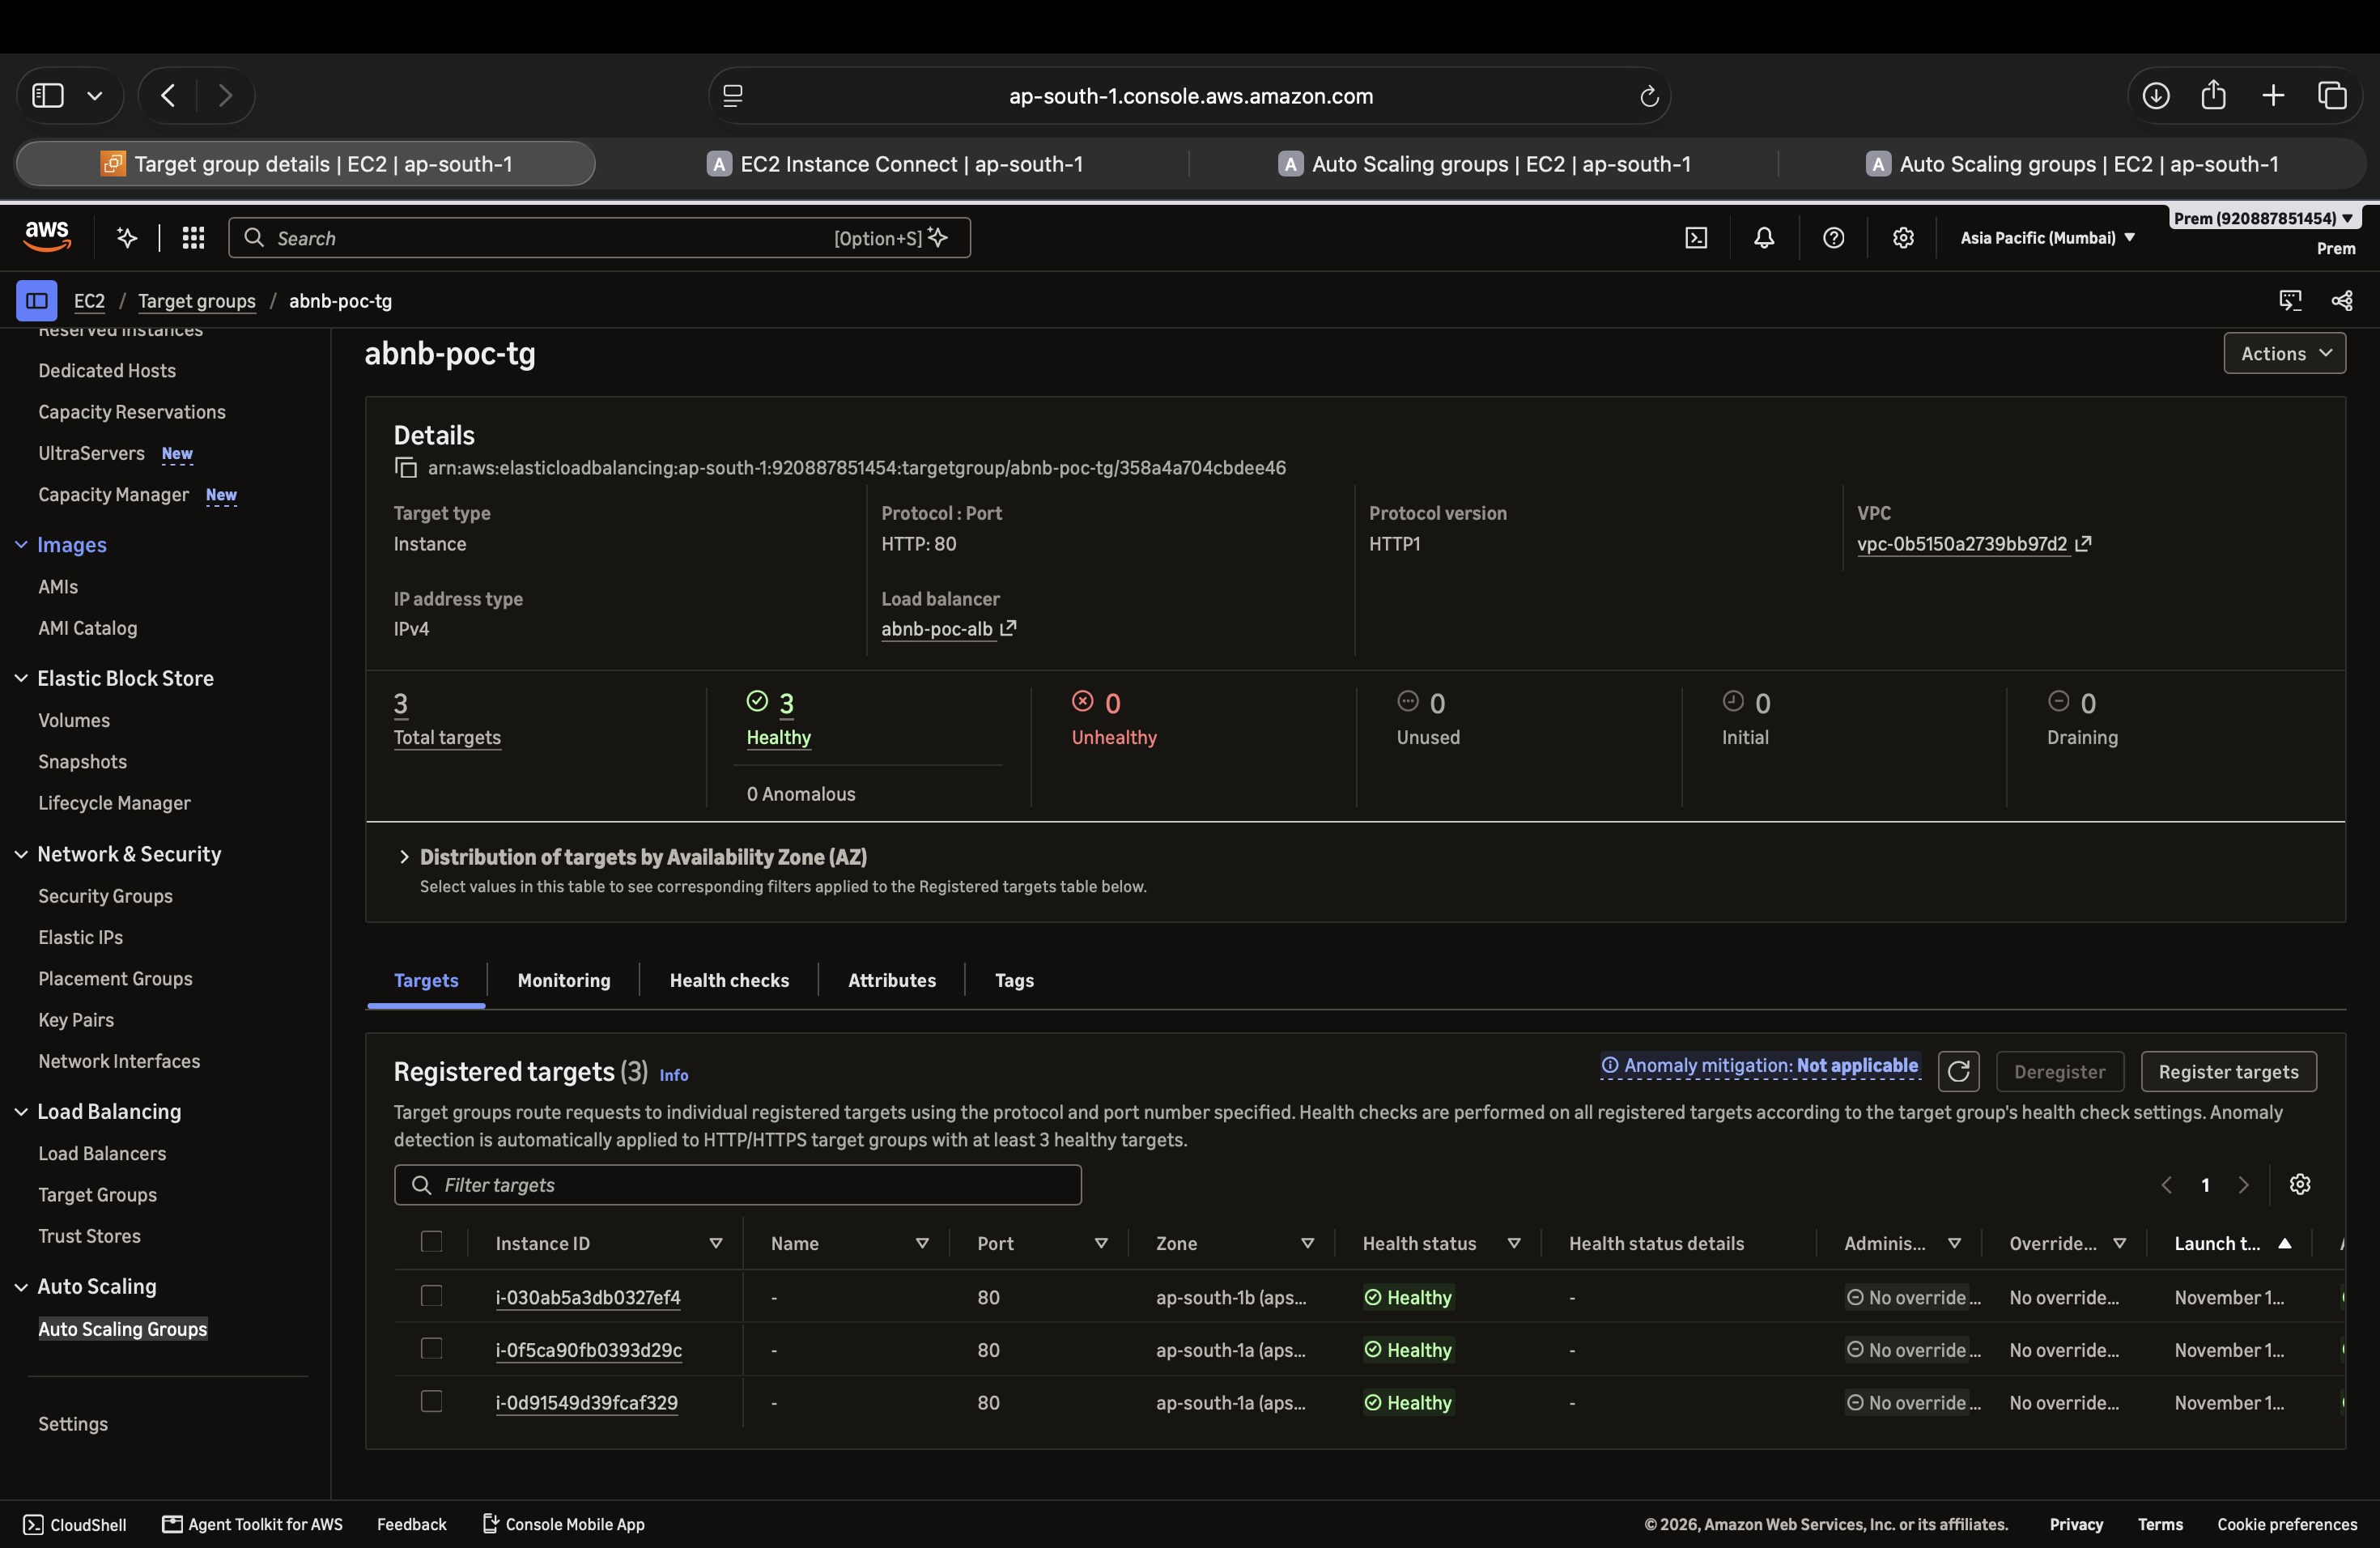 ap-south-1.console.aws.amazon.com
Target group details | EC2 | ap-south-1
A EC2 Instance Connect | ap-south-1
A Auto Scaling groups | EC2 | ap-south-1
A Auto Scaling groups | EC2 | ap-south-1
aws
Search
[Option+S]
Asia Pacific (Mumbai)
Prem (920887851454)
Prem
EC2 / Target groups / abnb-poc-tg
Reserved Instances
Dedicated Hosts
Capacity Reservations
UltraServers New
Capacity Manager New
Images
AMIs
AMI Catalog
Elastic Block Store
Volumes
Snapshots
Lifecycle Manager
Network & Security
Security Groups
Elastic IPs
Placement Groups
Key Pairs
Network Interfaces
Load Balancing
Load Balancers
Target Groups
Trust Stores
Auto Scaling
Auto Scaling Groups
Settings
abnb-poc-tg
Actions
Details
arn:aws:elasticloadbalancing:ap-south-1:920887851454:targetgroup/abnb-poc-tg/358a4a704cbdee46
Target type
Instance
Protocol : Port
HTTP: 80
Protocol version
HTTP1
VPC
vpc-0b5150a2739bb97d2
IP address type
IPv4
Load balancer
abnb-poc-alb
3
Total targets
3
Healthy
0 Anomalous
0
Unhealthy
0
Unused
0
Initial
0
Draining
Distribution of targets by Availability Zone (AZ)
Select values in this table to see corresponding filters applied to the Registered targets table below.
Targets
Monitoring
Health checks
Attributes
Tags
Registered targets (3) Info
Anomaly mitigation: Not applicable
Deregister
Register targets
Target groups route requests to individual registered targets using the protocol and port number specified. Health checks are performed on all registered targets according to the target group's health check settings. Anomaly
detection is automatically applied to HTTP/HTTPS target groups with at least 3 healthy targets.
Filter targets
1
Instance ID Name Port Zone Health status Health status details Adminis... Override... Launch t...
i-030ab5a3db0327ef4 - 80 ap-south-1b (aps... Healthy - No override ... No override... November 1...
i-0f5ca90fb0393d29c - 80 ap-south-1a (aps... Healthy - No override ... No override... November 1...
i-0d91549d39fcaf329 - 80 ap-south-1a (aps... Healthy - No override ... No override... November 1...
CloudShell
Agent Toolkit for AWS
Feedback
Console Mobile App
© 2026, Amazon Web Services, Inc. or its affiliates.
Privacy
Terms
Cookie preferences